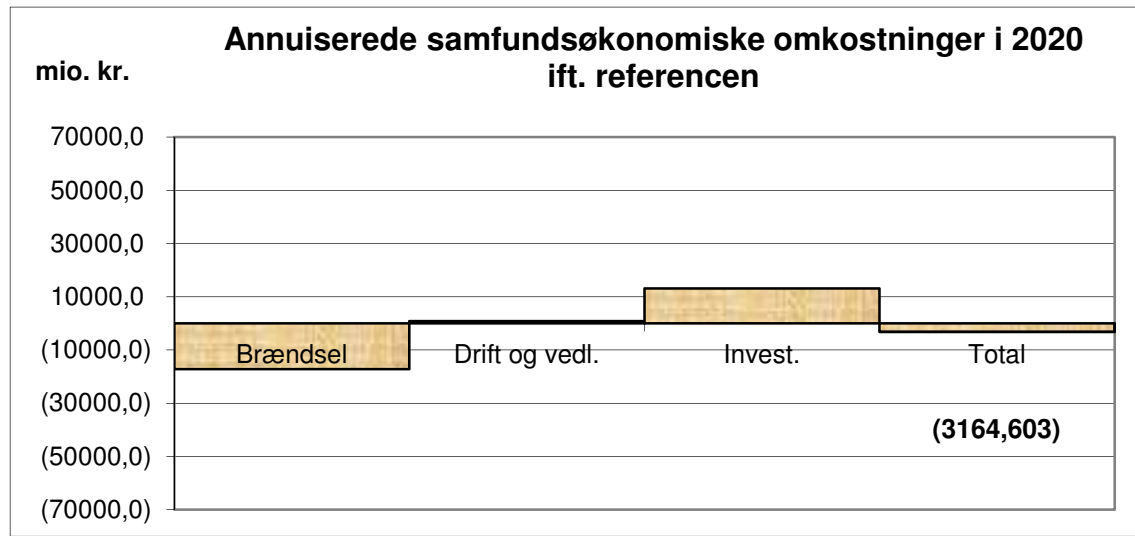 Annuiserede samfundsøkonomiske omkostninger i 2020
ift. referencen
mio. kr.
70000,0
50000,0
30000,0
10000,0
(10000,0)
(30000,0)
(50000,0)
(70000,0)
Brændsel
Drift og vedl.
Invest.
Total
(3164,603)